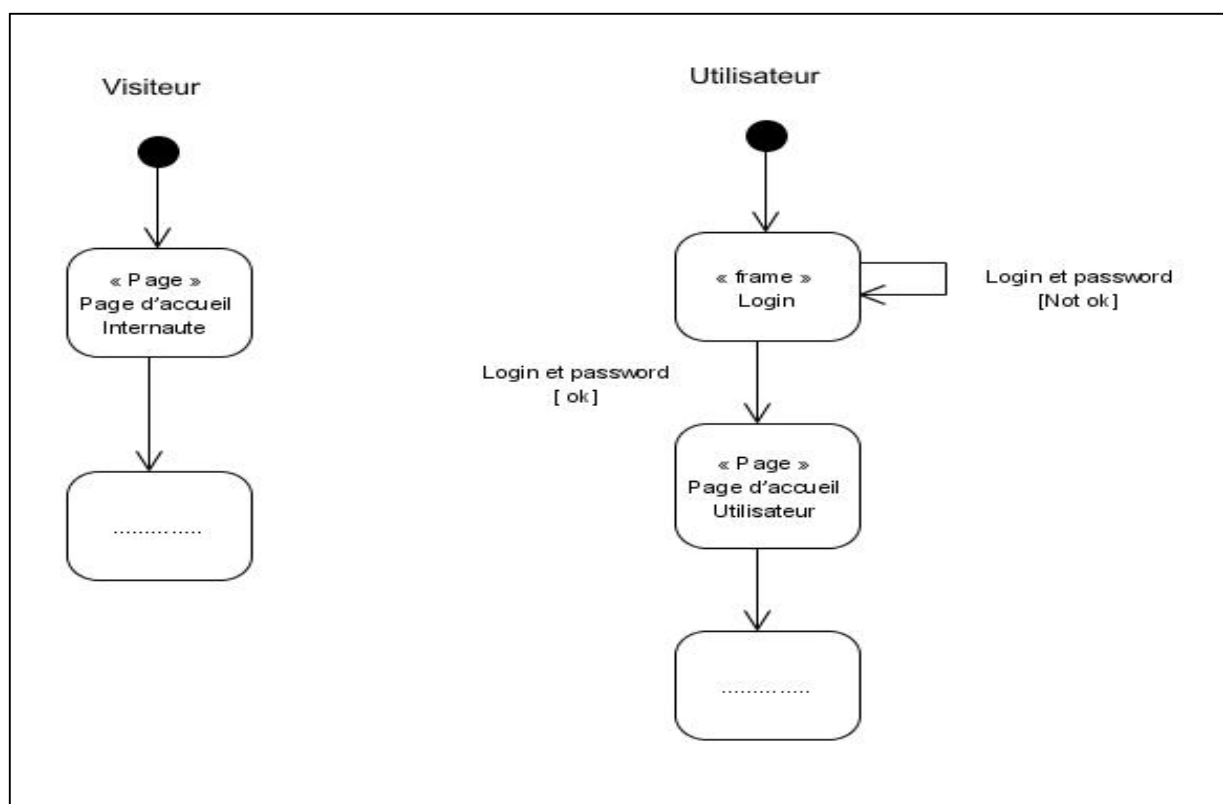 Visiteur
« Page »
Page d'accueil
Internaute
..............
Utilisateur
« frame »
Login
Login et password
[Not ok]
Login et password
[ ok]
« Page »
Page d'accueil
Utilisateur
..............